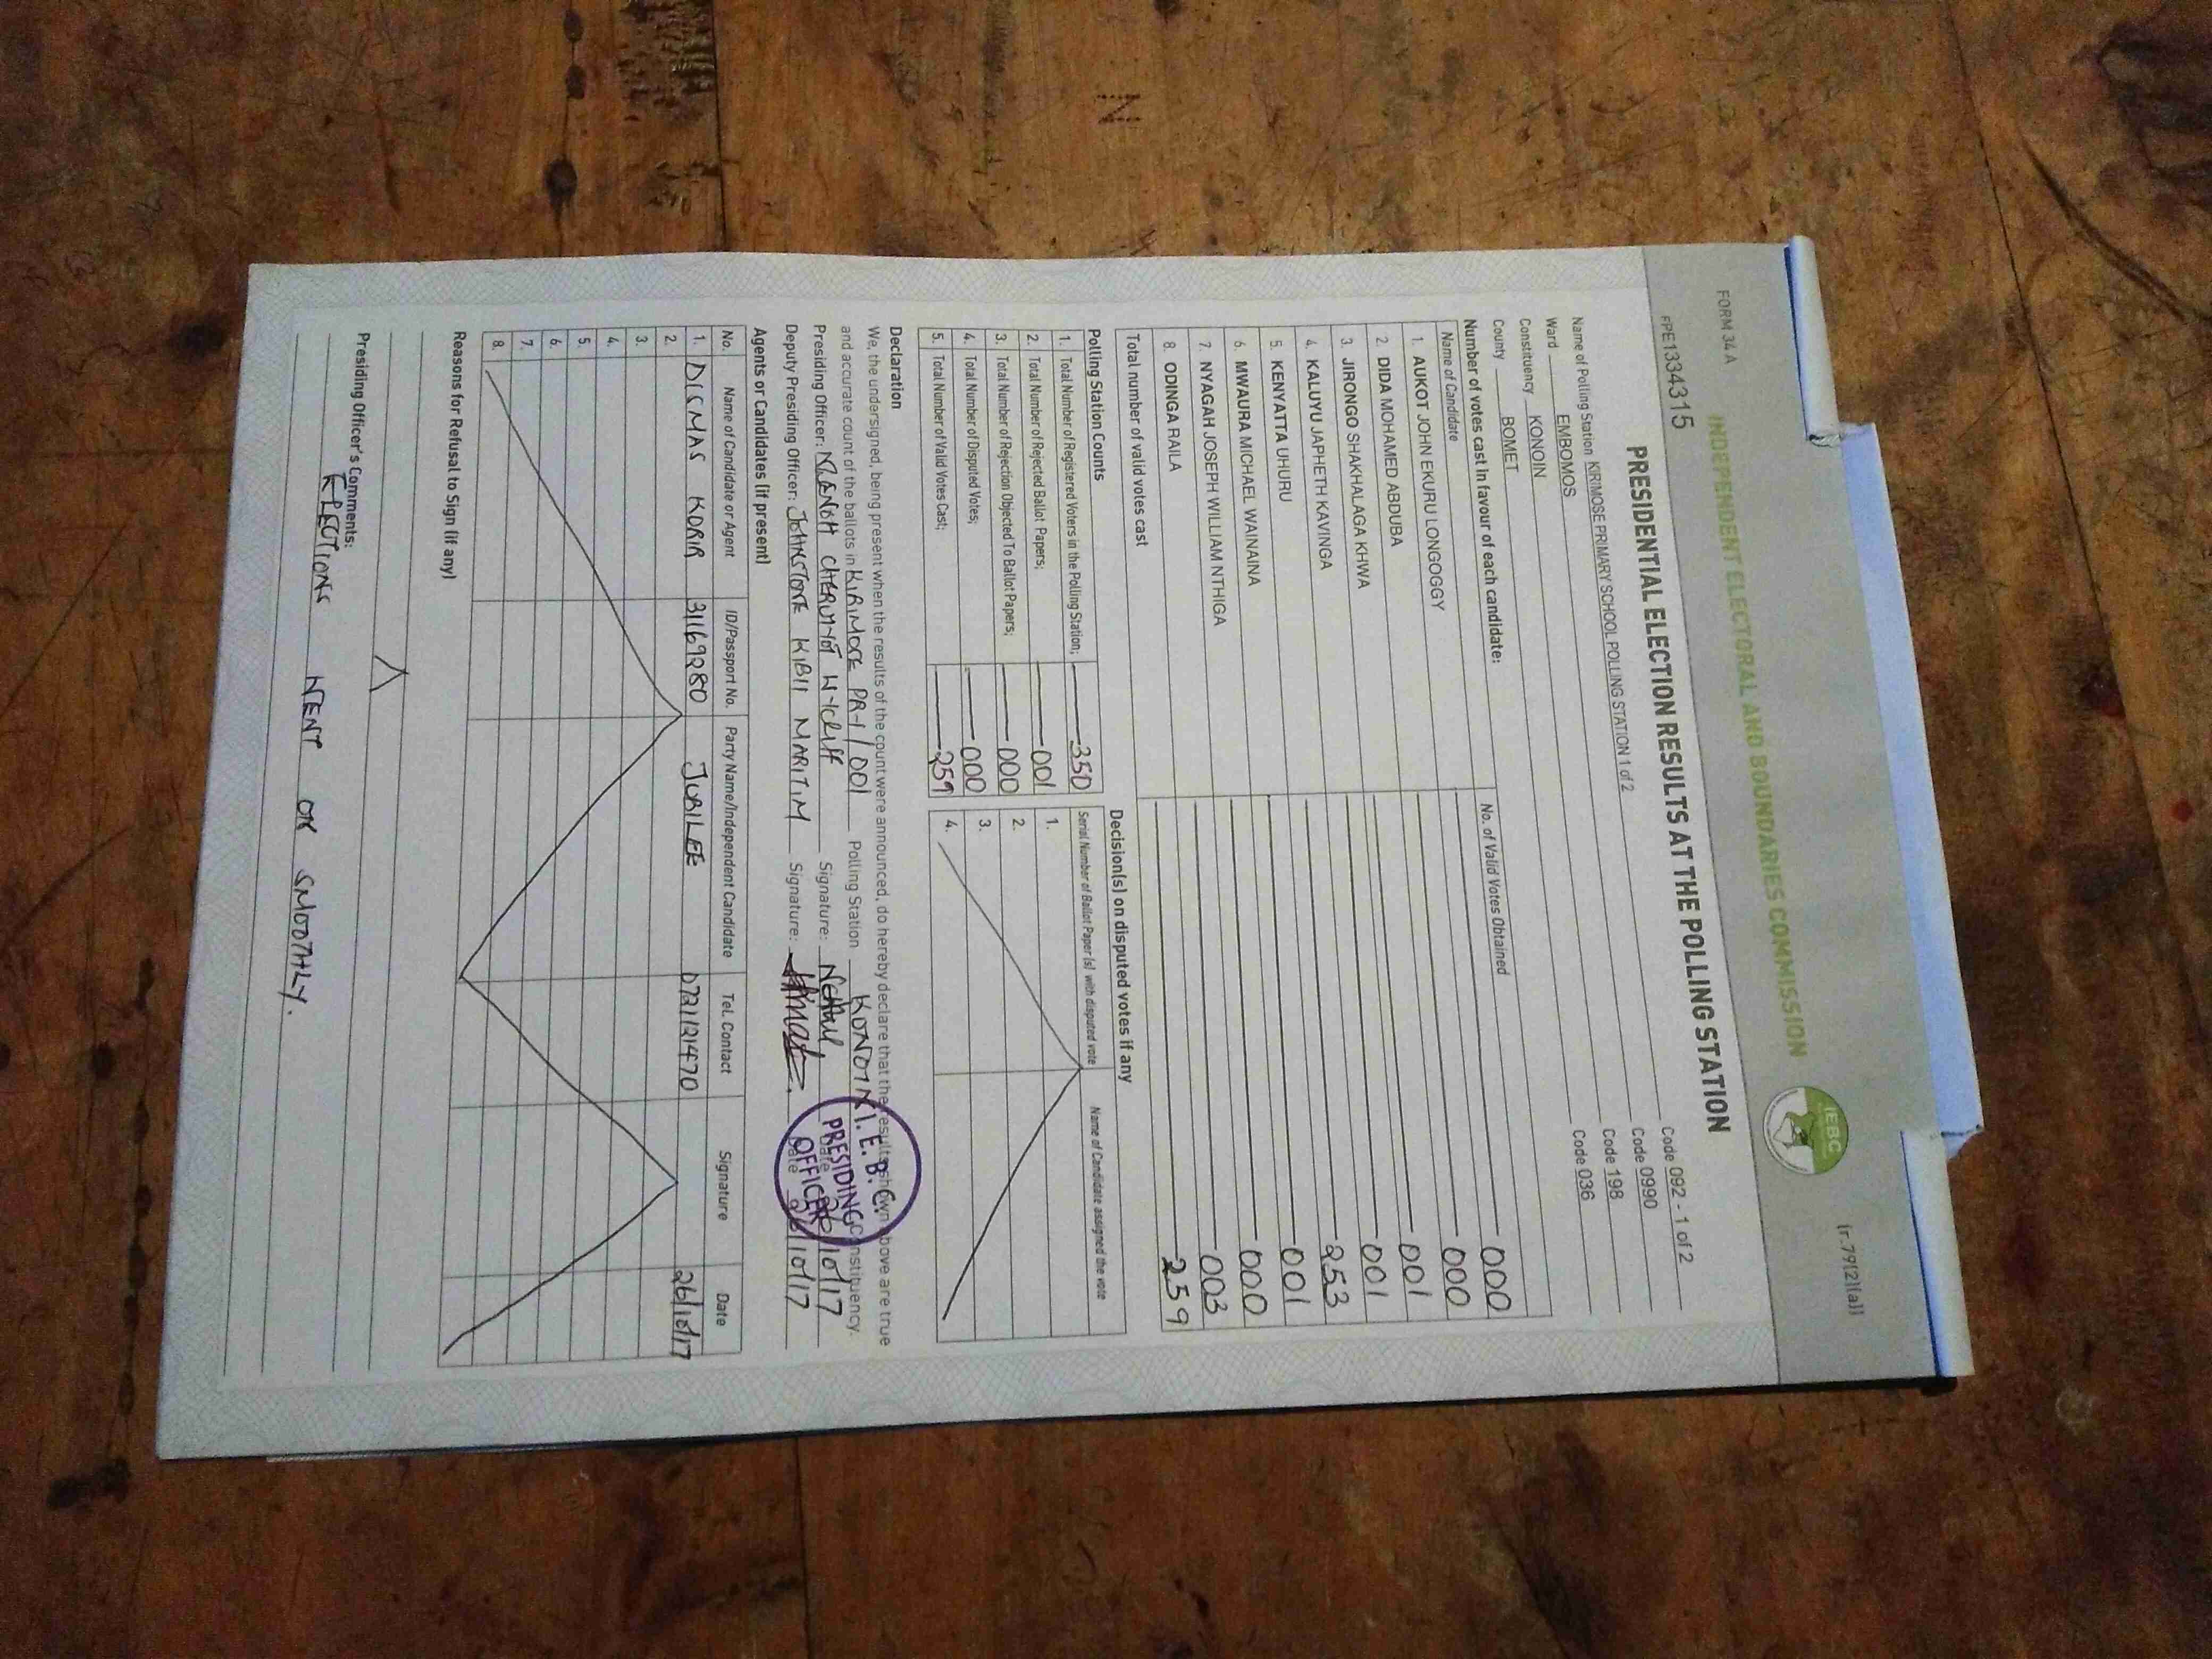 FORM 34 A
(r.79(2)(a))
INDEPENDENT ELECTORAL AND BOUNDARIES COMMISSION
IEBC
FPE1334315
PRESIDENTIAL ELECTION RESULTS AT THE POLLING STATION
Name of Polling Station KIRIMOSE PRIMARY SCHOOL POLLING STATION 1 of 2 Code 092 - 1 of 2
Ward EMBOMOS Code 0990
Constituency KONOIN Code 198
County BOMET Code 036
Number of votes cast in favour of each candidate:
Name of Candidate No. of Valid Votes Obtained
1. AUKOT JOHN EKURU LONGOGGY 000
2. DIDA MOHAMED ABDUBA 000
3. JIRONGO SHAKHALAGA KHWA 001
4. KALUYU JAPHETH KAVINGA 001
5. KENYATTA UHURU 253
6. MWAURA MICHAEL WAINAINA 001
7. NYAGAH JOSEPH WILLIAM NTHIGA 000
8. ODINGA RAILA 003
Total number of valid votes cast 259
Polling Station Counts
1. Total Number of Registered Voters in the Polling Station; 350
2. Total Number of Rejected Ballot Papers; 001
3. Total Number of Rejection Objected To Ballot Papers; 000
4. Total Number of Disputed Votes; 000
5. Total Number of Valid Votes Cast; 259
Decision(s) on disputed votes if any
Serial Number of Ballot Paper (s) with disputed vote Name of Candidate assigned the vote
1.
2.
3.
4.
Declaration
We, the undersigned, being present when the results of the count were announced, do hereby declare that the results shown above are true
and accurate count of the ballots in KIRIMOSE PR-1/001 Polling Station KONOIN Constituency.
Presiding Officer: CHERUIYOT Signature: Date 26/10/17
Deputy Presiding Officer: JOHNSTONE KIBII MARITIM Signature: Date 26/10/17
I.E.B.C.
PRESIDING
OFFICER
Agents or Candidates (if present)
No. Name of Candidate or Agent ID/Passport No. Party Name/Independent Candidate Tel. Contact Signature Date
1. DISMAS KORIR 31169280 JUBILEE 0721121470 26/10/17
2.
3.
4.
5.
6.
7.
8.
Reasons for Refusal to Sign (if any)
Presiding Officer's Comments:
ELECTIONS WENT ON SMOOTHLY.